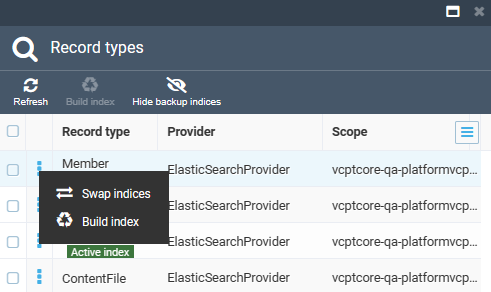 Record types
Refresh
Build index
Hide backup indices
Record type
Provider
Scope
Member
ElasticSearchProvider
vcptcore-qa-platformvcp...
Swap indices
ElasticSearchProvider
vcptcore-qa-platformvcp...
Build index
ElasticSearchProvider
vcptcore-qa-platformvcp...
Active index
ContentFile
ElasticSearchProvider
vcptcore-qa-platformvcp...